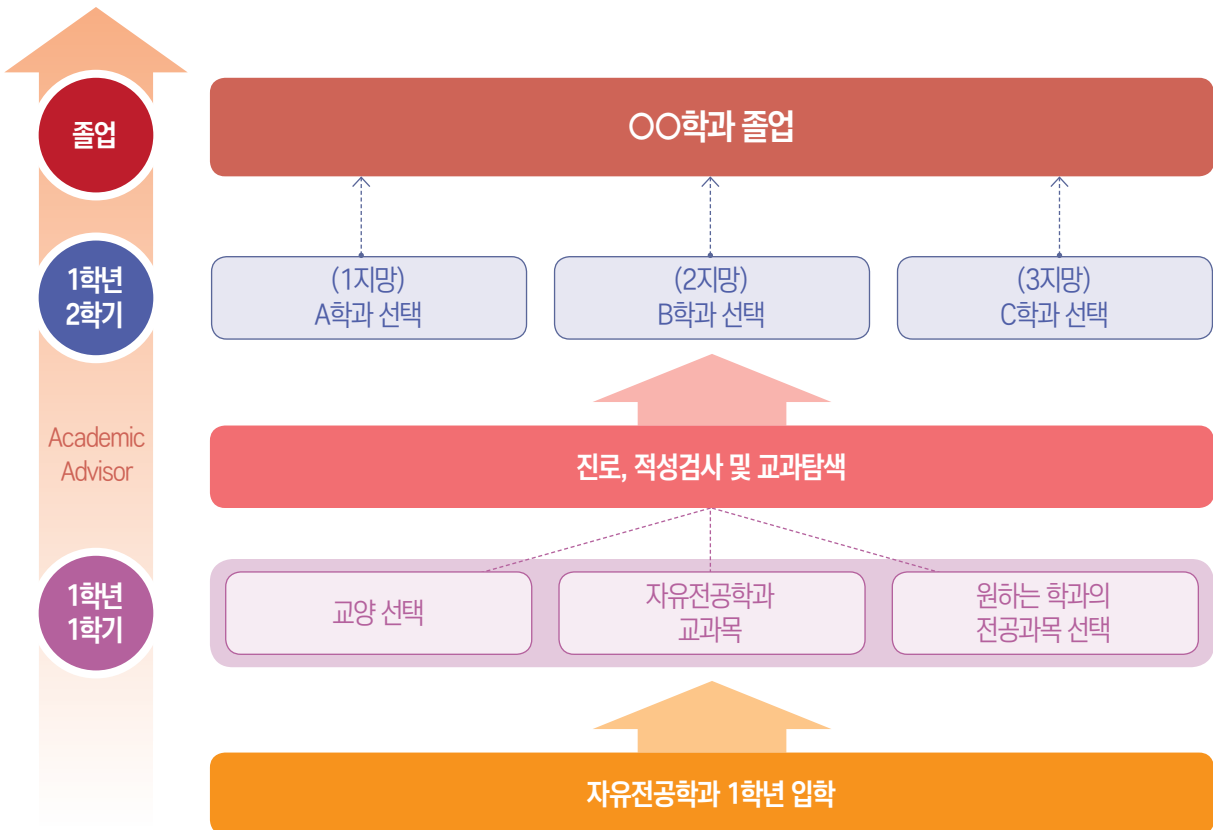 졸업
○○학과 졸업
1학년
2학기
(1지망)
A학과 선택
(2지망)
B학과 선택
(3지망)
C학과 선택
Academic
Advisor
진로, 적성검사 및 교과탐색
1학년
1학기
교양 선택
자유전공학과
교과목
원하는 학과의
전공과목 선택
자유전공학과 1학년 입학